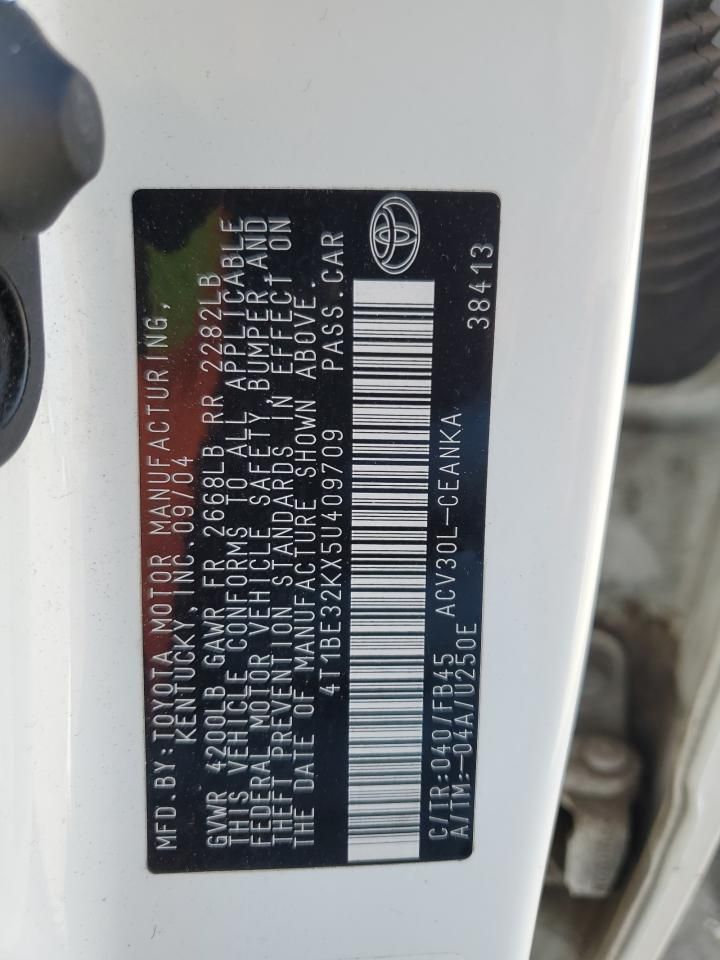 MFD.BY:TOYOTA MOTOR MANUFACTURING,
KENTUCKY, INC. 09/04
GVWR 4200LB GAWR FR 2668LB RR 2282LB
THIS VEHICLE CONFORMS TO ALL APPLICABLE
FEDERAL MOTOR VEHICLE SAFETY,BUMPER,AND
THEFT PREVENTION STANDARDS IN EFFECT ON
THE DATE OF MANUFACTURE SHOWN ABOVE.
4T1BE32KX5U409709 PASS.CAR
C/TR:040/FB45 ACV30L-CEANKA
A/TM:-04A/U250E 38413